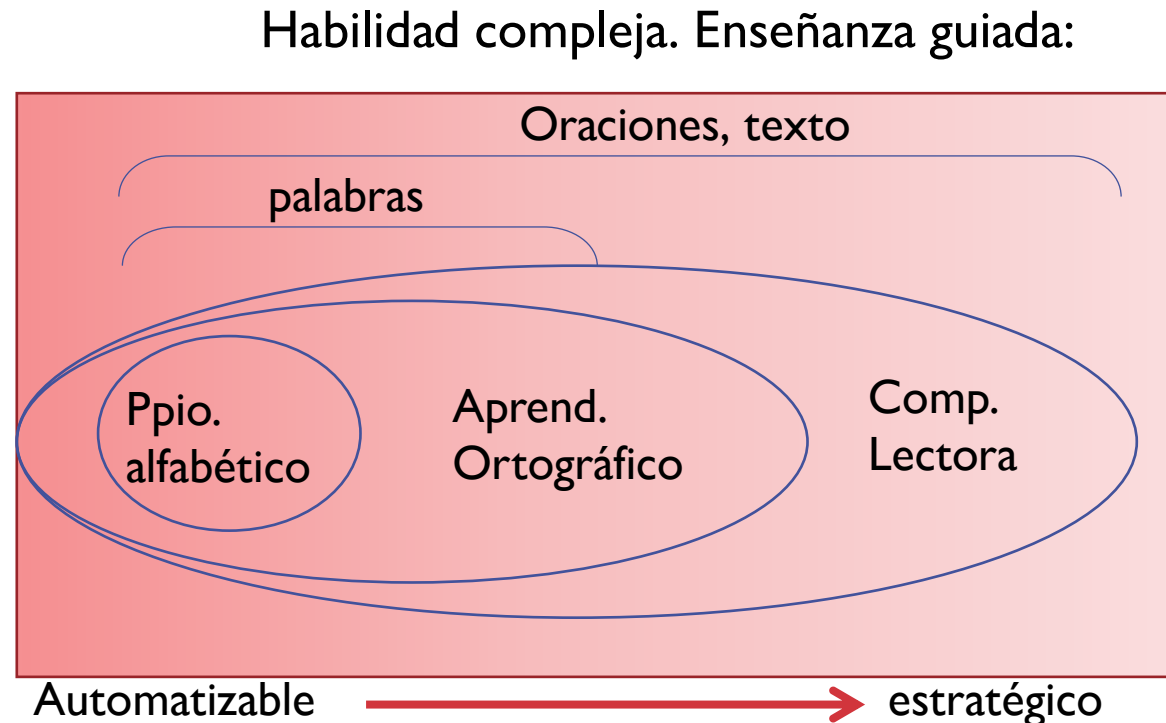 Habilidad compleja. Enseñanza guiada:
Oraciones, texto
palabras
Ppio.
alfabético
Aprend.
Ortográfico
Comp.
Lectora
Automatizable
estratégico